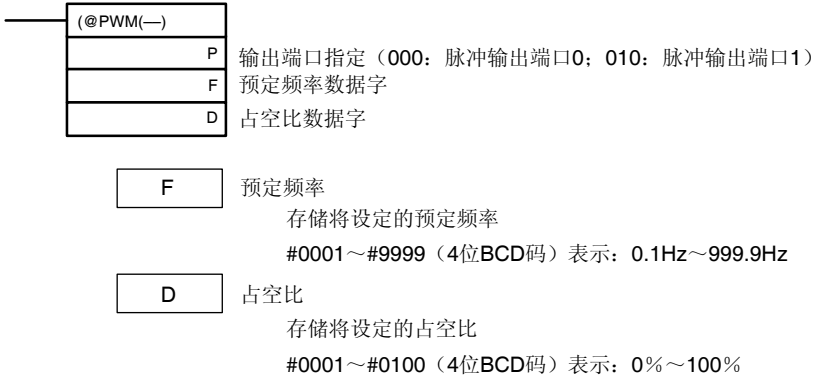 (@PWM(—)
P 输出端口指定（000：脉冲输出端口0；010：脉冲输出端口1）
F 预定频率数据字
D 占空比数据字
F 预定频率
存储将设定的预定频率
#0001～#9999（4位BCD码）表示：0.1Hz～999.9Hz
D 占空比
存储将设定的占空比
#0001～#0100（4位BCD码）表示：0%～100%